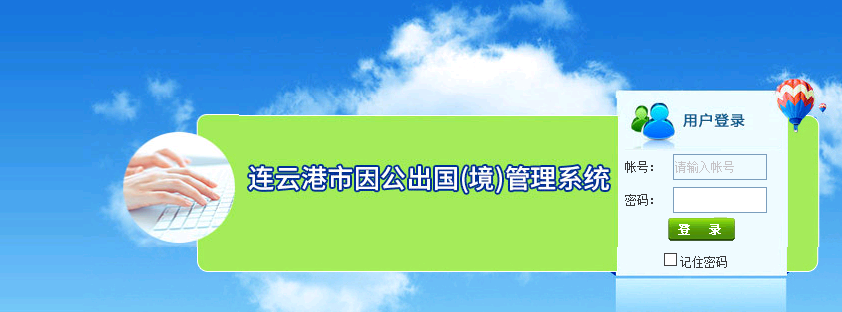 连云港市因公出国(境)管理系统
用户登录
帐号： 请输入帐号
密码：
登 录
记住密码